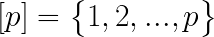 [p] = {1, 2, ..., p}